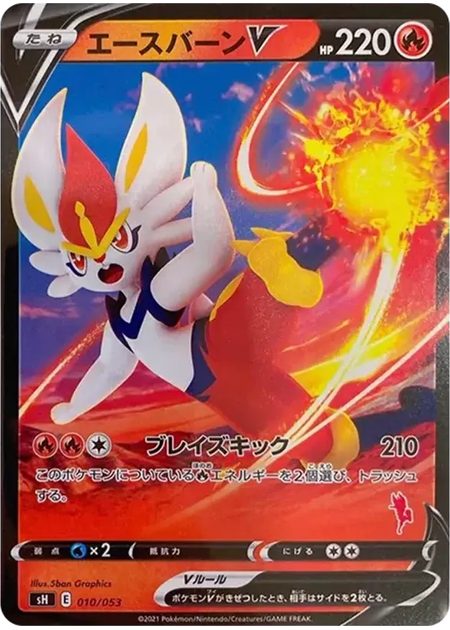 たね エースバーンV HP 220
ブレイズキック 210
このポケモンについているエネルギーを2個選び、トラッシュ
する。
弱点 ×2 抵抗力 にげる
Vルール
ポケモンVがきぜつしたとき、相手はサイドを2枚とる。
Illus.5ban Graphics
sH E 010/053
©2021 Pokémon/Nintendo/Creatures/GAME FREAK.